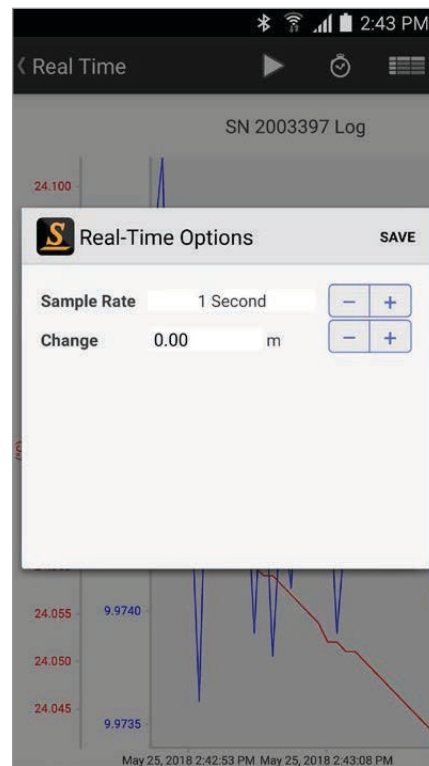 2:43 PM
Real Time
SN 2003397 Log
24.100
S Real-Time Options SAVE
Sample Rate 1 Second − +
Change 0.00 m − +
24.055 9.9740
24.050
24.045
9.9735
May 25, 2018 2:42:53 PM May 25, 2018 2:43:08 PM